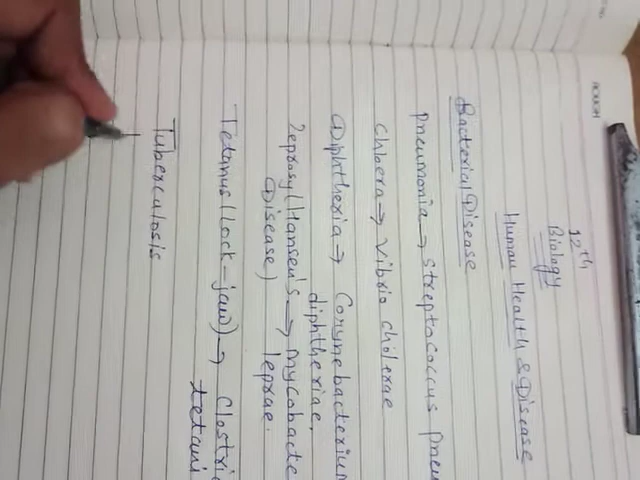 ROUGH
12th
Biology
Human Health & Disease
Bacterial Disease
Pneumonia → Streptococcus Pneu
Cholera → Vibrio cholerae
Diphtheria → Corynebacterium
diphtheriae.
Leprosy (Hansen's → Mycobacte
Disease) leprae.
Tetanus (Lock-jaw) → Clostri
tetani
Tuberculosis